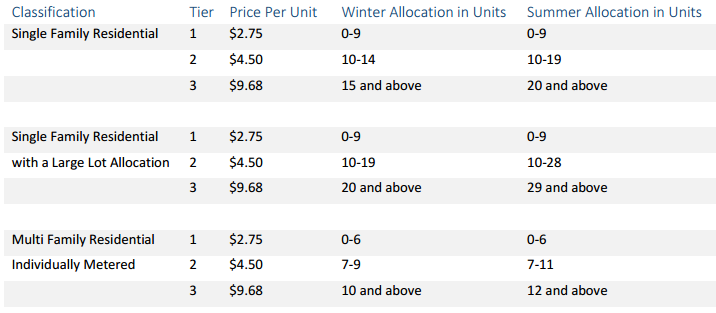 Classification Tier Price Per Unit Winter Allocation in Units Summer Allocation in Units
Single Family Residential 1 $2.75 0-9 0-9
2 $4.50 10-14 10-19
3 $9.68 15 and above 20 and above
Single Family Residential 1 $2.75 0-9 0-9
with a Large Lot Allocation 2 $4.50 10-19 10-28
3 $9.68 20 and above 29 and above
Multi Family Residential 1 $2.75 0-6 0-6
Individually Metered 2 $4.50 7-9 7-11
3 $9.68 10 and above 12 and above